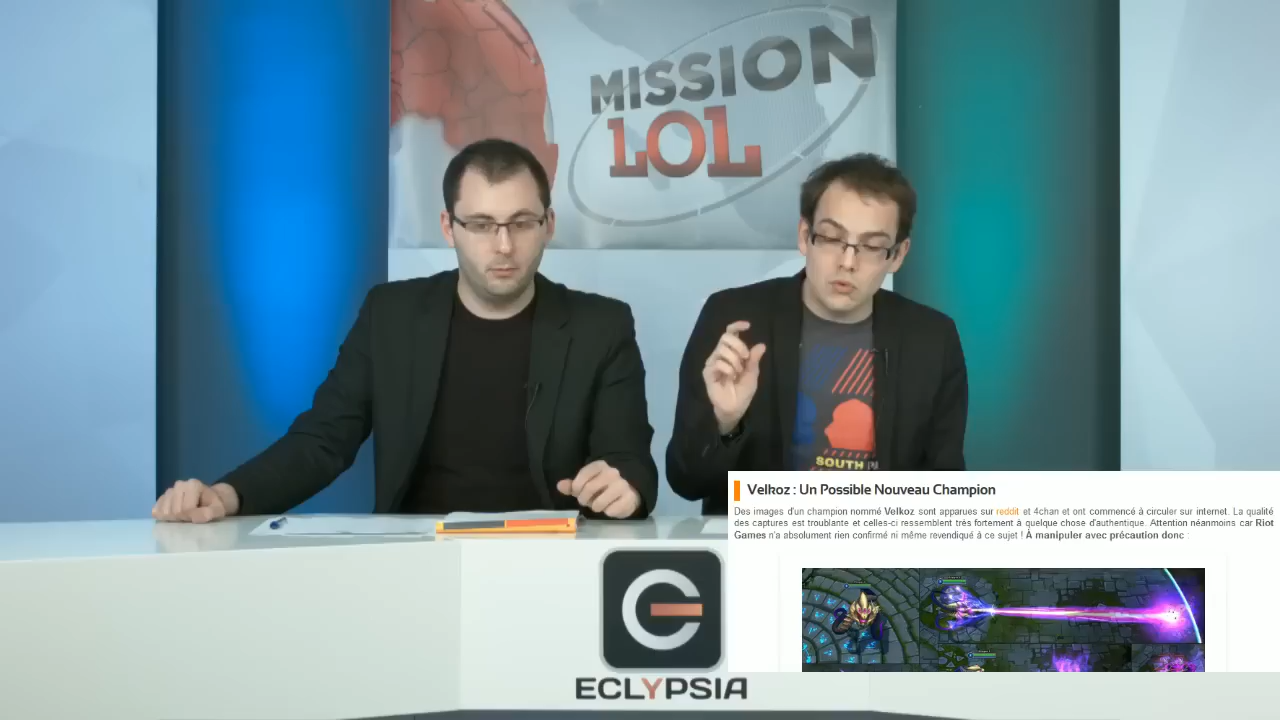 MISSION
LOL
SOUTH
Velkoz : Un Possible Nouveau Champion
Des images d'un champion nommé Velkoz sont apparues sur reddit et 4chan et ont commencé à circuler sur internet. La qualité
des captures est troublante et celles-ci ressemblent très fortement à quelque chose d'authentique. Attention néanmoins car Riot
Games n'a absolument rien confirmé ni même revendiqué à ce sujet ! À manipuler avec précaution donc :
ECLYPSIA